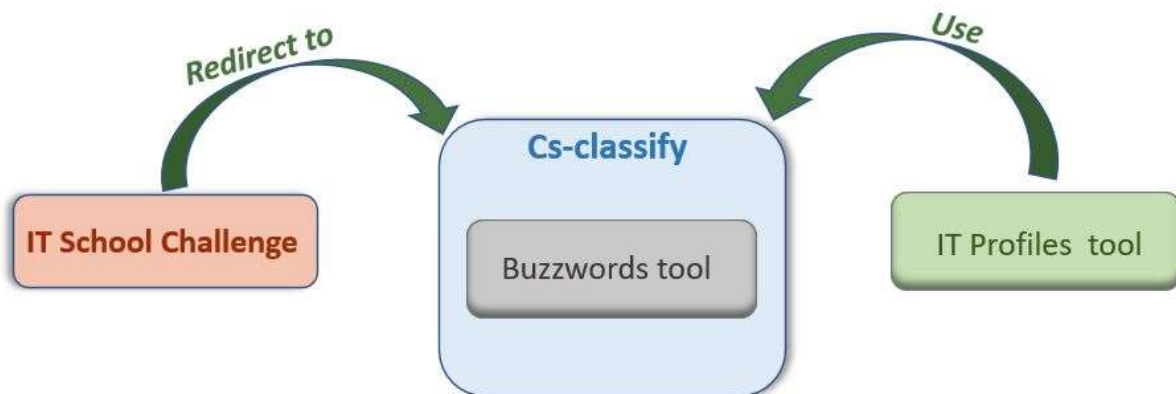 Redirect to
Use
Cs-classify
IT School Challenge
Buzzwords tool
IT Profiles tool